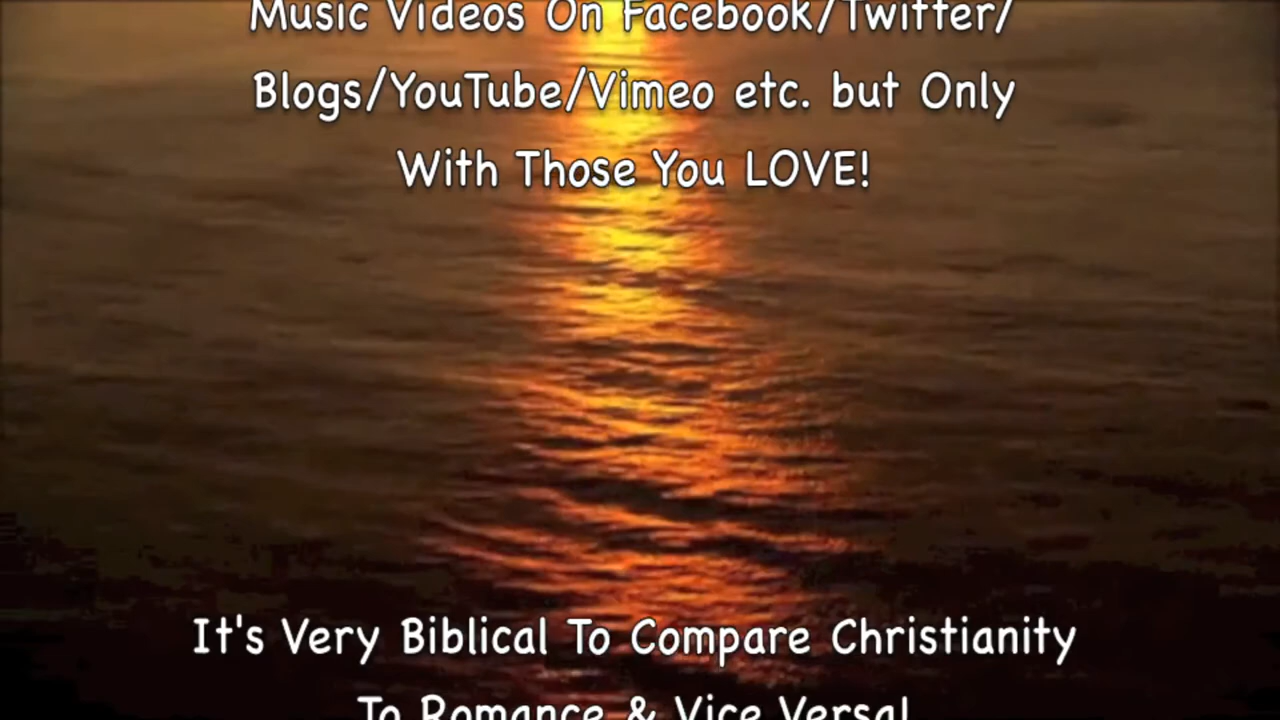 Music Videos On Facebook/Twitter/
Blogs/YouTube/Vimeo etc. but Only
With Those You LOVE!
It's Very Biblical To Compare Christianity
To Romance & Vice Versa!